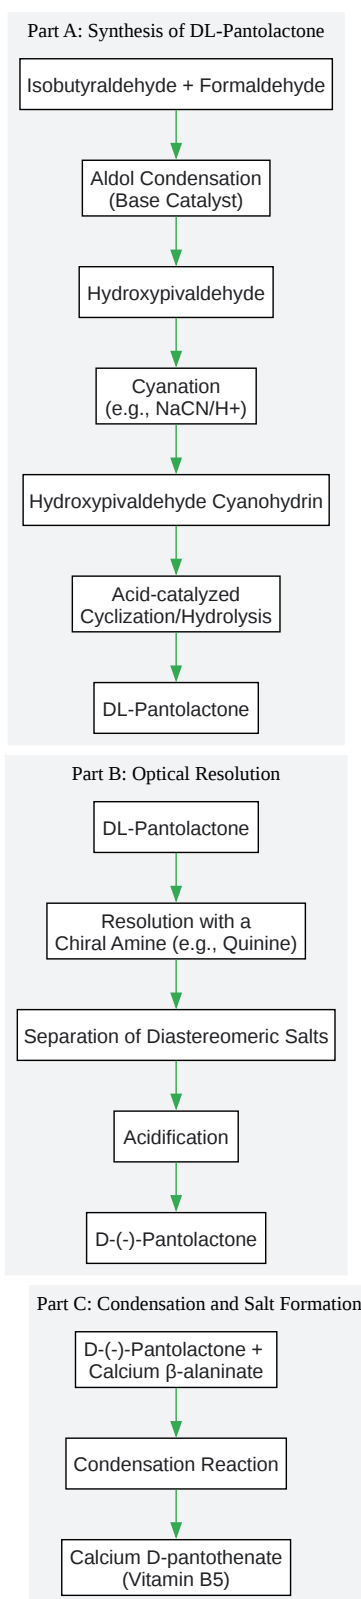 Part A: Synthesis of DL-Pantolactone
Isobutyraldehyde + Formaldehyde
Aldol Condensation
(Base Catalyst)
Hydroxypivaldehyde
Cyanation
(e.g., NaCN/H+)
Hydroxypivaldehyde Cyanohydrin
Acid-catalyzed
Cyclization/Hydrolysis
DL-Pantolactone
Part B: Optical Resolution
DL-Pantolactone
Resolution with a
Chiral Amine (e.g., Quinine)
Separation of Diastereomeric Salts
Acidification
D-(-)-Pantolactone
Part C: Condensation and Salt Formation
D-(-)-Pantolactone +
Calcium β-alaninate
Condensation Reaction
Calcium D-pantothenate
(Vitamin B5)